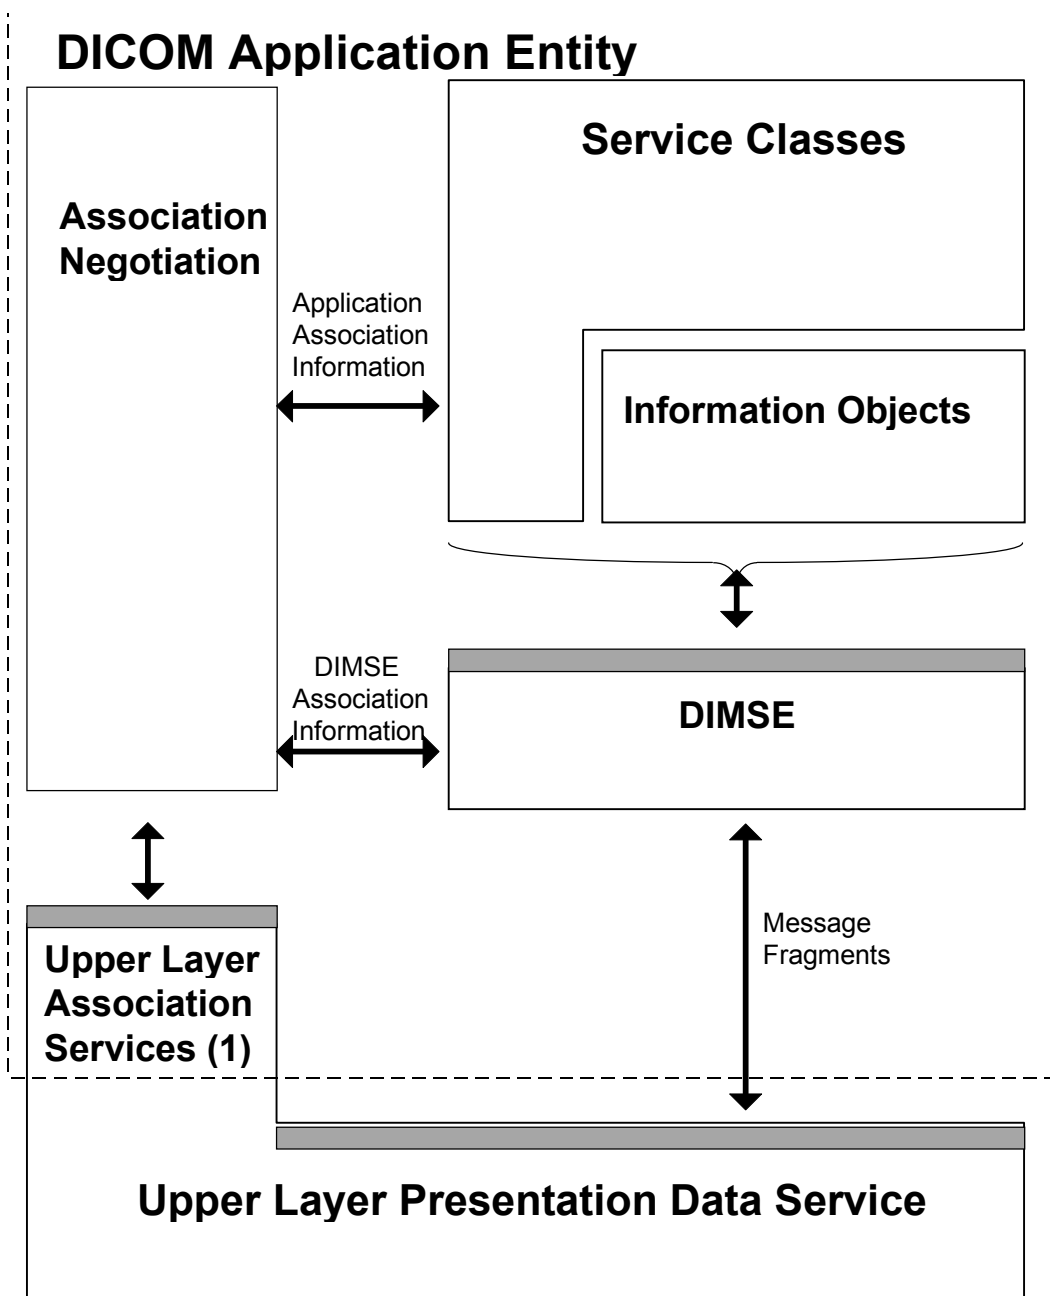 DICOM Application Entity
Service Classes
Association
Negotiation
Application
Association
Information
Information Objects
DIMSE
Association
Information
DIMSE
Message
Fragments
Upper Layer
Association
Services (1)
Upper Layer Presentation Data Service